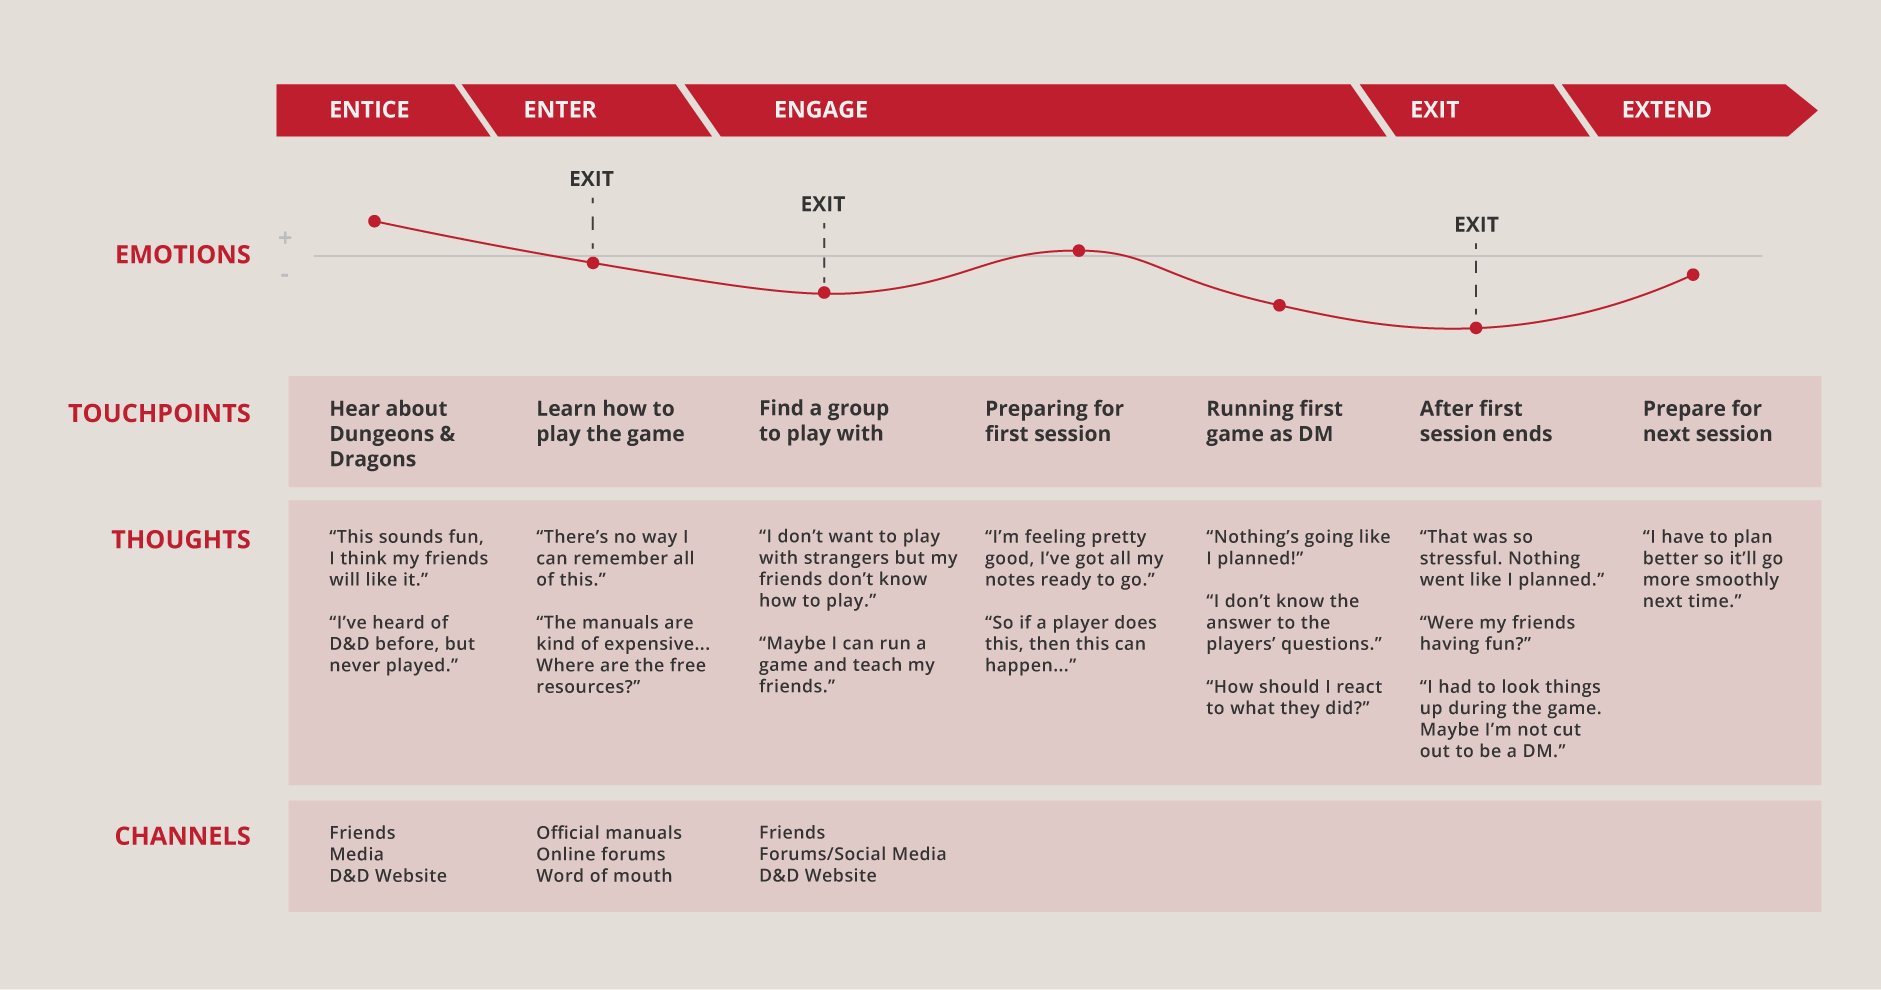 ENTICE
ENTER
ENGAGE
EXIT
EXTEND
EMOTIONS
+
-
EXIT
EXIT
EXIT
TOUCHPOINTS
Hear about
Dungeons &
Dragons
Learn how to
play the game
Find a group
to play with
Preparing for
first session
Running first
game as DM
After first
session ends
Prepare for
next session
THOUGHTS
“This sounds fun,
I think my friends
will like it.”
“I’ve heard of
D&D before, but
never played.”
“There’s no way I
can remember all
of this.”
“The manuals are
kind of expensive...
Where are the free
resources?”
“I don’t want to play
with strangers but my
friends don’t know
how to play.”
“Maybe I can run a
game and teach my
friends.”
“I’m feeling pretty
good, I’ve got all my
notes ready to go.”
“So if a player does
this, then this can
happen...”
“Nothing’s going like
I planned!”
“I don’t know the
answer to the
players’ questions.”
“How should I react
to what they did?”
“That was so
stressful. Nothing
went like I planned.”
“Were my friends
having fun?”
“I had to look things
up during the game.
Maybe I’m not cut
out to be a DM.”
“I have to plan
better so it’ll go
more smoothly
next time.”
CHANNELS
Friends
Media
D&D Website
Official manuals
Online forums
Word of mouth
Friends
Forums/Social Media
D&D Website